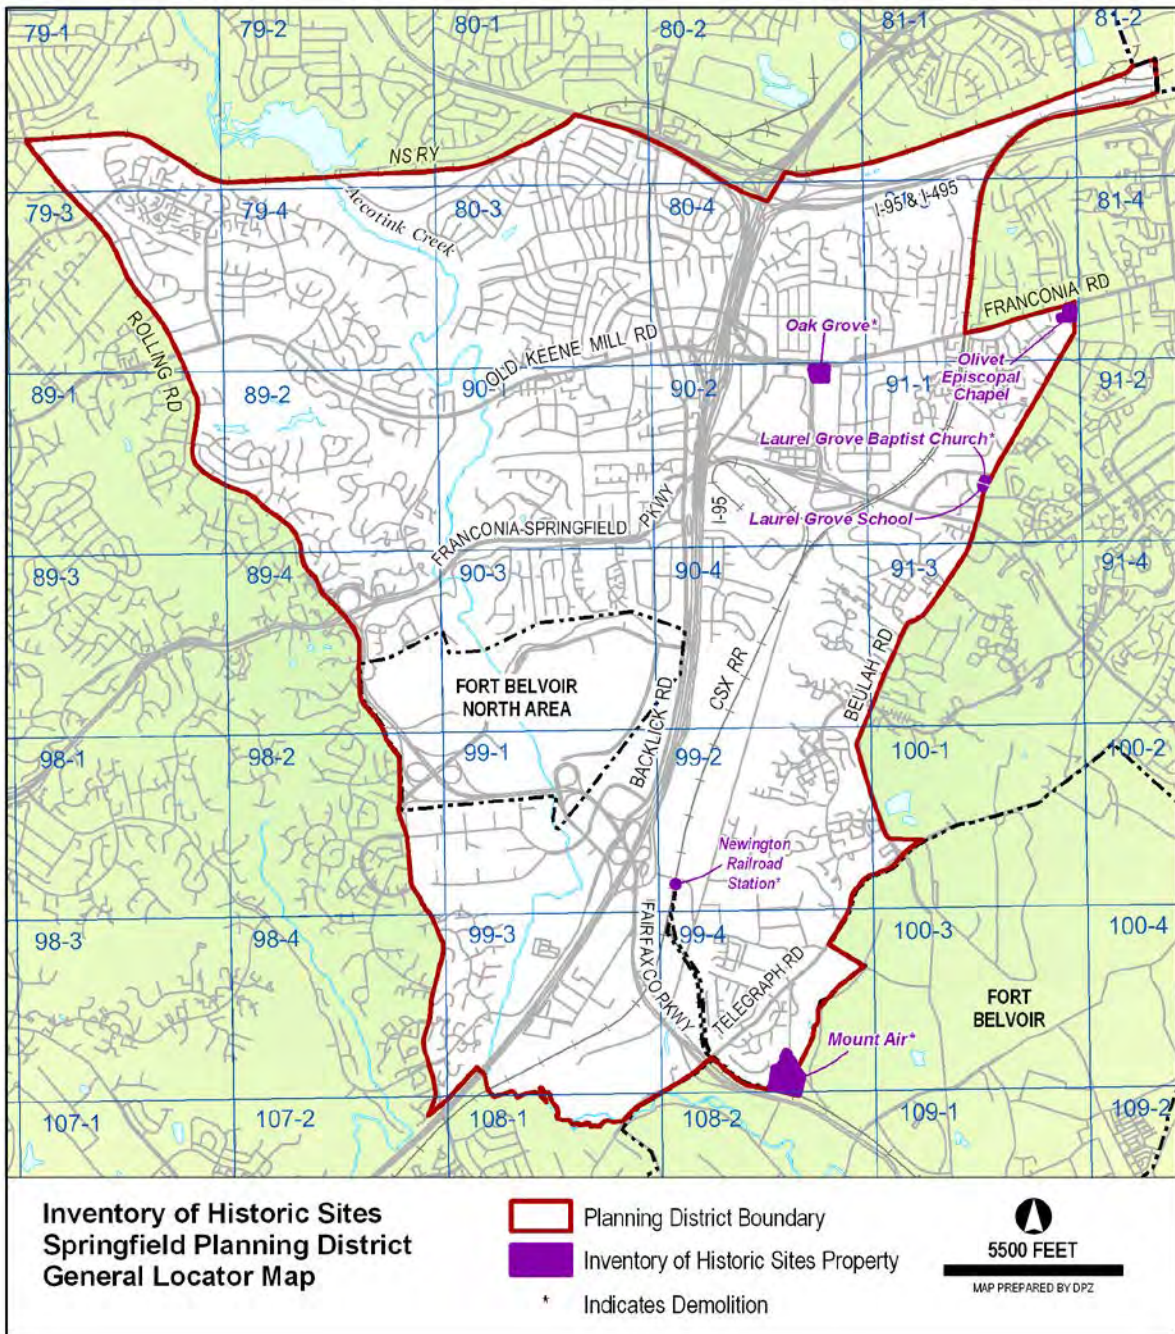 79-1
79-2
80-1
80-2
81-1
81-2
NS RY
79-3
79-4
Accotink Creek
80-3
80-4
I-95 & I-495
81-4
ROLLING RD
OLD KEENE MILL RD
Oak Grove*
FRANCONIA RD
Olivet
Episcopal
Chapel
89-1
89-2
90-1
90-2
91-1
91-2
Laurel Grove Baptist Church*
Laurel Grove School
FRANCONIA-SPRINGFIELD PKWY
I-95
89-3
89-4
90-3
90-4
91-3
91-4
FORT BELVOIR
NORTH AREA
BACKLICK RD
CSX RR
BEULAH RD
98-1
98-2
99-1
99-2
100-1
100-2
Newington
Railroad
Station*
98-3
98-4
99-3
99-4
100-3
100-4
FAIRFAX CO. PKWY
TELEGRAPH RD
FORT
BELVOIR
Mount Air*
107-1
107-2
108-1
108-2
109-1
109-2
Inventory of Historic Sites
Springfield Planning District
General Locator Map
Planning District Boundary
Inventory of Historic Sites Property
* Indicates Demolition
5500 FEET
MAP PREPARED BY DPZ